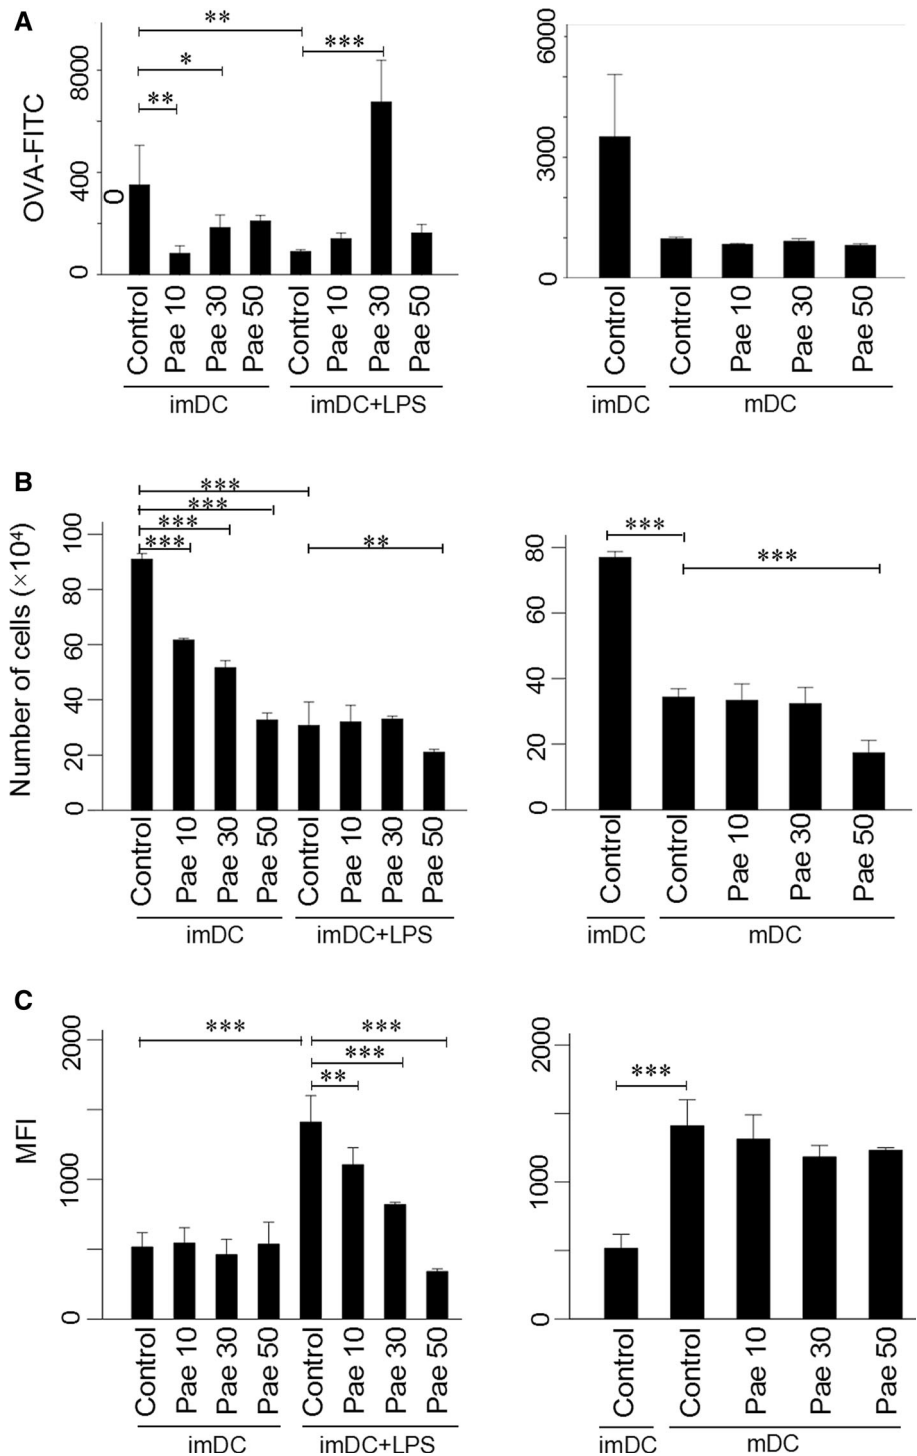 A
OVA-FITC
8000
400
0
0
**
*
**
***
Control
Pae 10
Pae 30
Pae 50
Control
Pae 10
Pae 30
Pae 50
imDC
imDC+LPS
6000
3000
0
Control
Control
Pae 10
Pae 30
Pae 50
imDC
mDC
B
Number of cells (×10⁴)
100
80
60
40
20
0
***
***
***
***
**
Control
Pae 10
Pae 30
Pae 50
Control
Pae 10
Pae 30
Pae 50
imDC
imDC+LPS
80
60
40
20
0
***
***
Control
Control
Pae 10
Pae 30
Pae 50
imDC
mDC
C
MFI
2000
1000
0
***
***
***
**
Control
Pae 10
Pae 30
Pae 50
Control
Pae 10
Pae 30
Pae 50
imDC
imDC+LPS
2000
1000
0
***
Control
Control
Pae 10
Pae 30
Pae 50
imDC
mDC